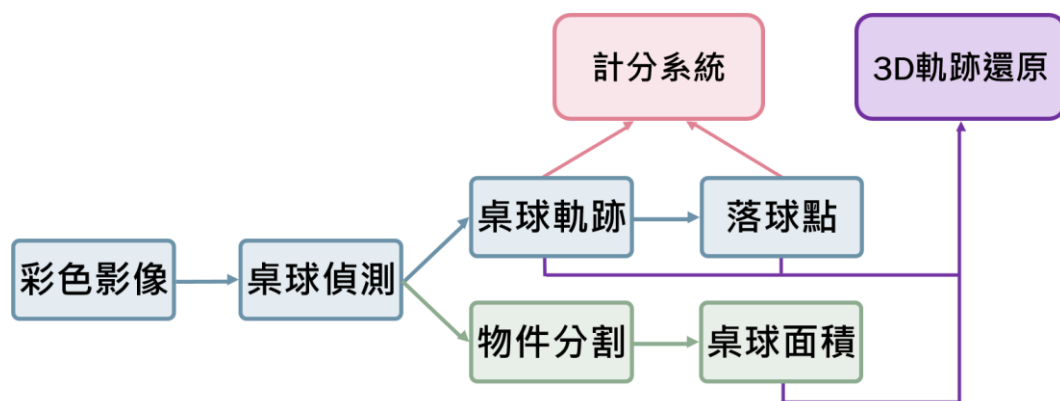 計分系統
3D軌跡還原
桌球軌跡
落球點
彩色影像
桌球偵測
物件分割
桌球面積